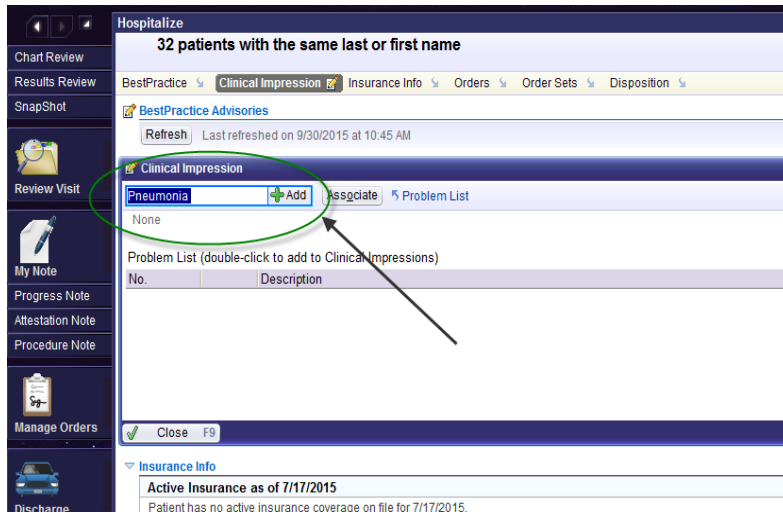 Hospitalize
32 patients with the same last or first name
Chart Review
Results Review
SnapShot
Review Visit
My Note
Progress Note
Attestation Note
Procedure Note
Manage Orders
Discharge
BestPractice Clinical Impression Insurance Info Orders Order Sets Disposition
BestPractice Advisories
Refresh Last refreshed on 9/30/2015 at 10:45 AM
Clinical Impression
Pneumonia Add Associate Problem List
None
Problem List (double-click to add to Clinical Impressions)
No. Description
Close F9
Insurance Info
Active Insurance as of 7/17/2015
Patient has no active insurance coverage on file for 7/17/2015.